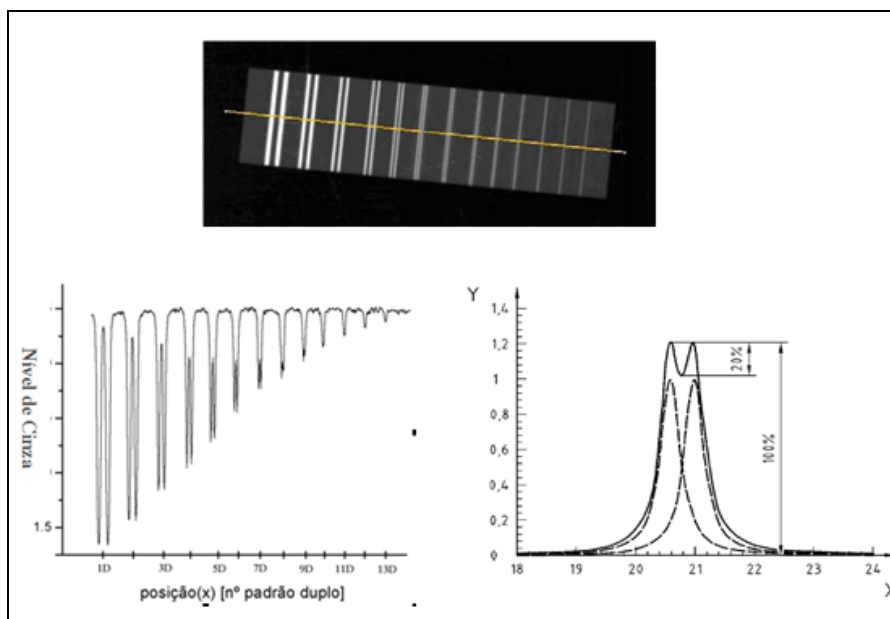 Nível de Cinza
1.5
1D 3D 5D 7D 9D 11D 13D
posição(x) [nº padrão duplo]
Y
1,4
1,2
1
0,8
0,6
0,4
0,2
0
20%
100%
18 19 20 21 22 23 24
X